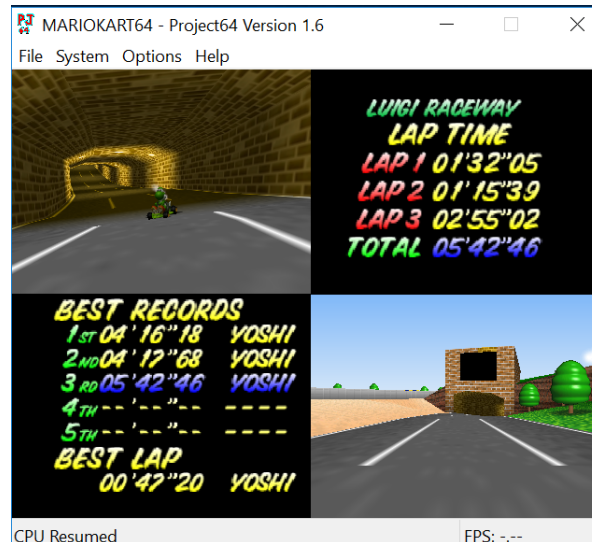 MARIOKART64 - Project64 Version 1.6
File System Options Help
LUIGI RACEWAY
LAP TIME
LAP 1 01'32"05
LAP 2 01'15"39
LAP 3 02'55"02
TOTAL 05'42"46
BEST RECORDS
1ST 04'16"18 YOSHI
2ND 04'17"68 YOSHI
3RD 05'42"46 YOSHI
4TH --'--"-- ----
5TH --'--"-- ----
BEST LAP
00'47"20 YOSHI
CPU Resumed FPS: -.--